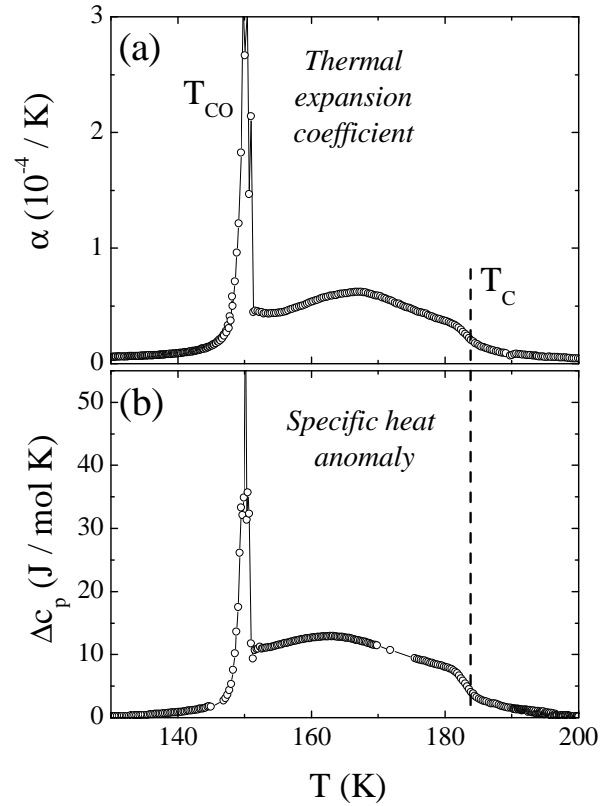 3
(a)
Thermal
expansion
coefficient
T_CO
2
α (10^-4 / K)
1
T_C
0
(b)
50
Specific heat
anomaly
40
30
Δc_p (J / mol K)
20
10
0
140 160 180 200
T (K)